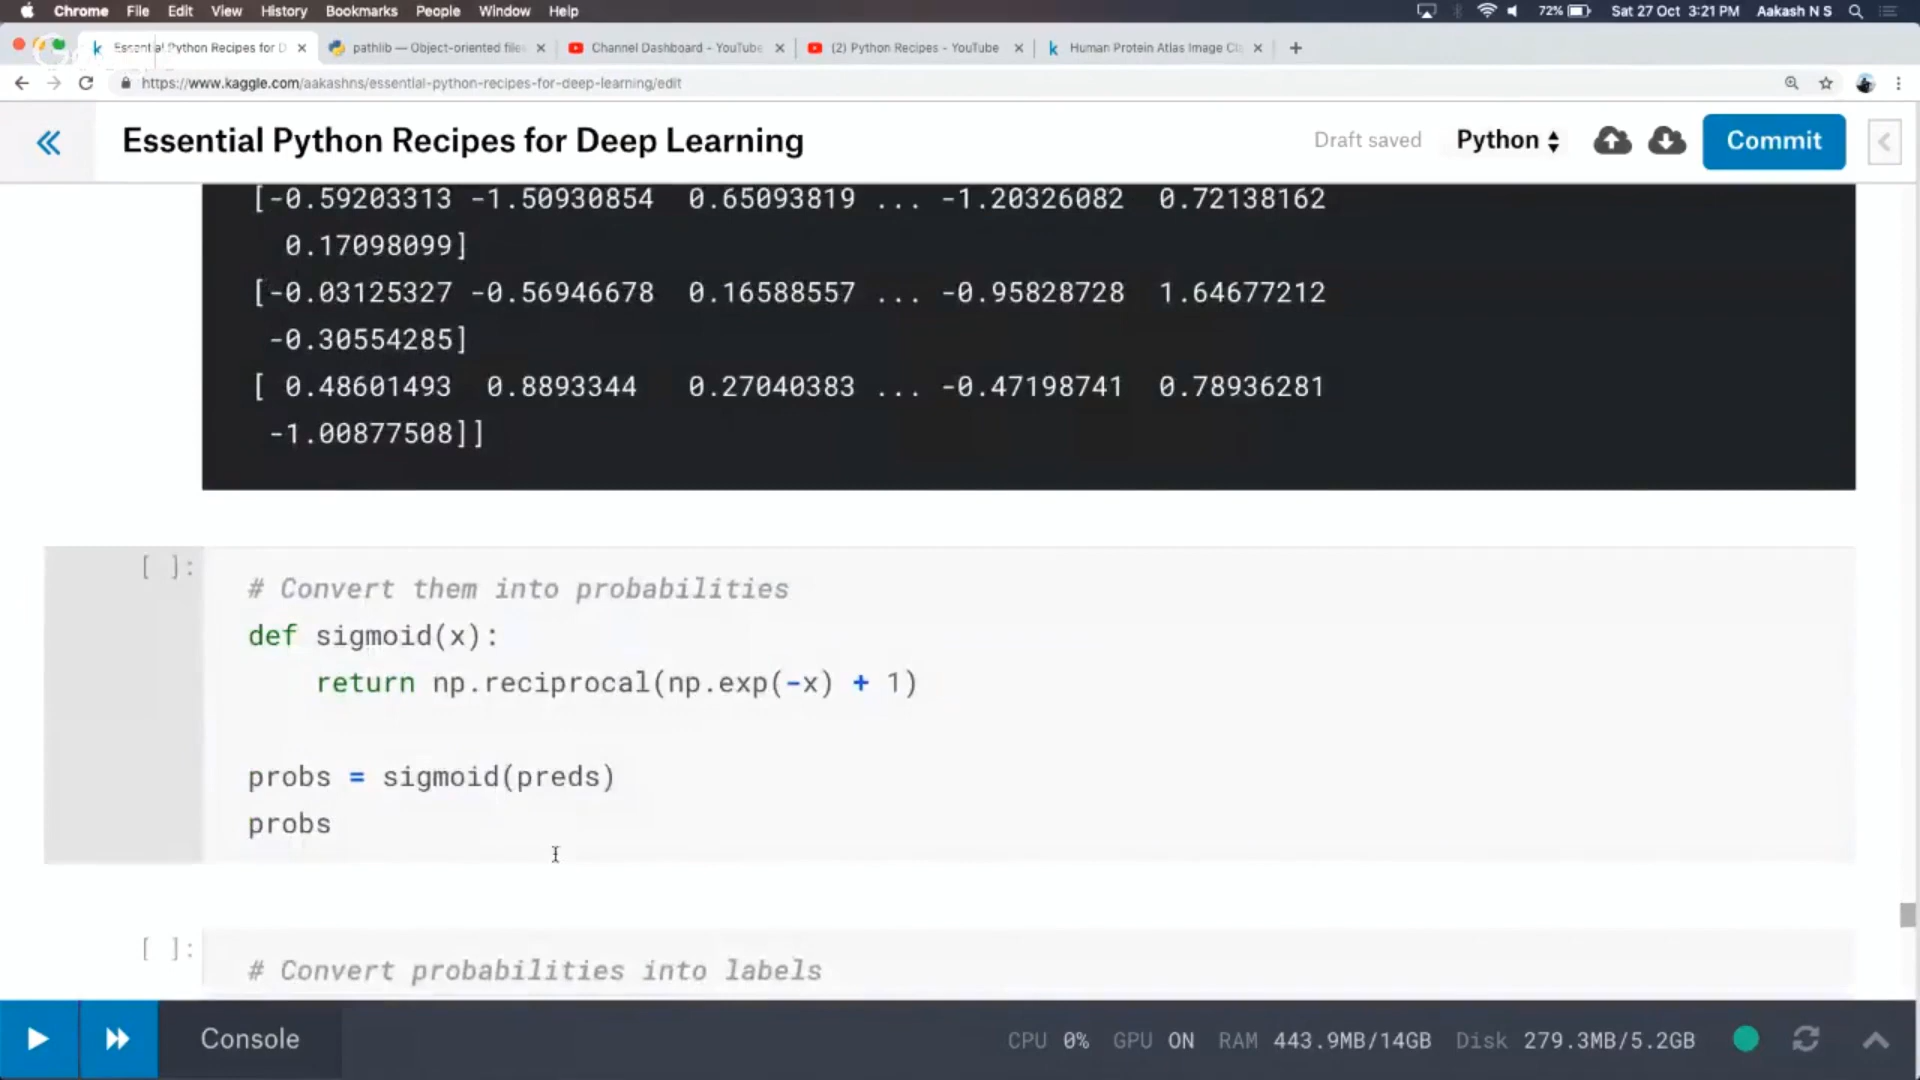 Chrome File Edit View History Bookmarks People Window Help 72% Sat 27 Oct 3:21 PM Aakash N S
Essential Python Recipes for D pathlib — Object-oriented files Channel Dashboard - YouTube (2) Python Recipes - YouTube Human Protein Atlas Image Cl
https://www.kaggle.com/aakashns/essential-python-recipes-for-deep-learning/edit
Essential Python Recipes for Deep Learning Draft saved Python Commit
[-0.59203313 -1.50930854 0.65093819 ... -1.20326082 0.72138162
0.17098099]
[-0.03125327 -0.56946678 0.16588557 ... -0.95828728 1.64677212
-0.30554285]
[ 0.48601493 0.8893344 0.27040383 ... -0.47198741 0.78936281
-1.00877508]]
[ ]:
# Convert them into probabilities
def sigmoid(x):
return np.reciprocal(np.exp(-x) + 1)
probs = sigmoid(preds)
probs
[ ]:
# Convert probabilities into labels
Console CPU 0% GPU ON RAM 443.9MB/14GB Disk 279.3MB/5.2GB